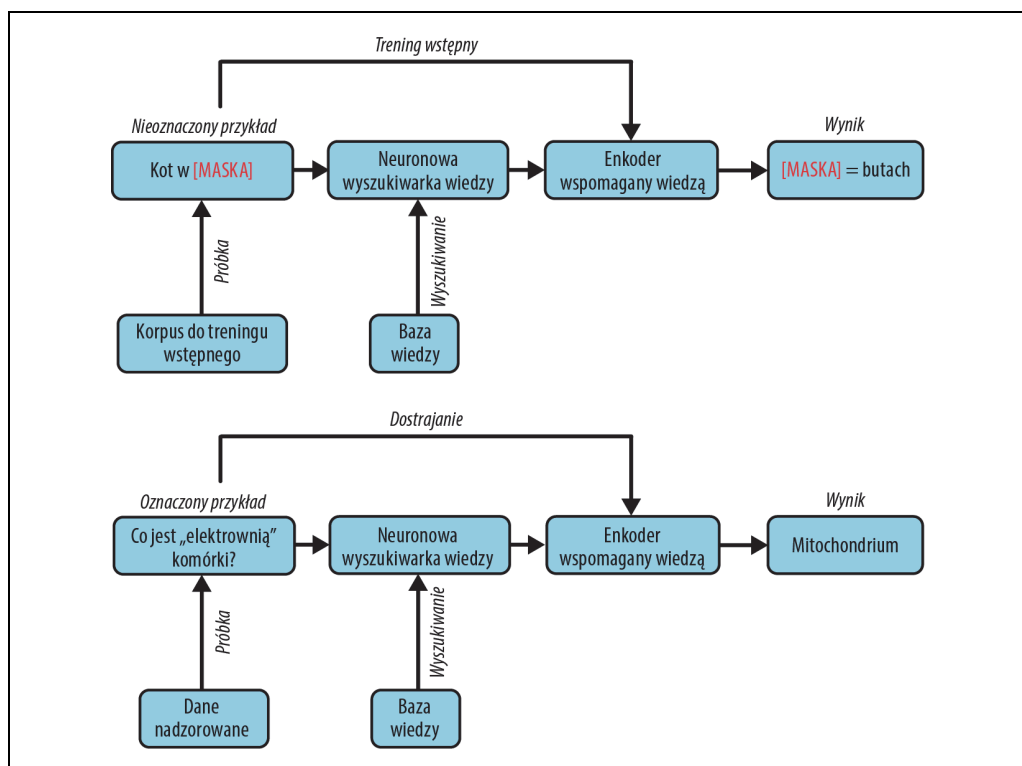 Trening wstępny
Nieoznaczony przykład
Wynik
Kot w [MASKA]
Neuronowa
wyszukiwarka wiedzy
Enkoder
wspomagany wiedzą
[MASKA] = butach
Próbka
Wyszukiwanie
Korpus do treningu
wstępnego
Baza
wiedzy
Dostrajanie
Oznaczony przykład
Wynik
Co jest „elektrownią”
komórki?
Neuronowa
wyszukiwarka wiedzy
Enkoder
wspomagany wiedzą
Mitochondrium
Próbka
Wyszukiwanie
Dane
nadzorowane
Baza
wiedzy